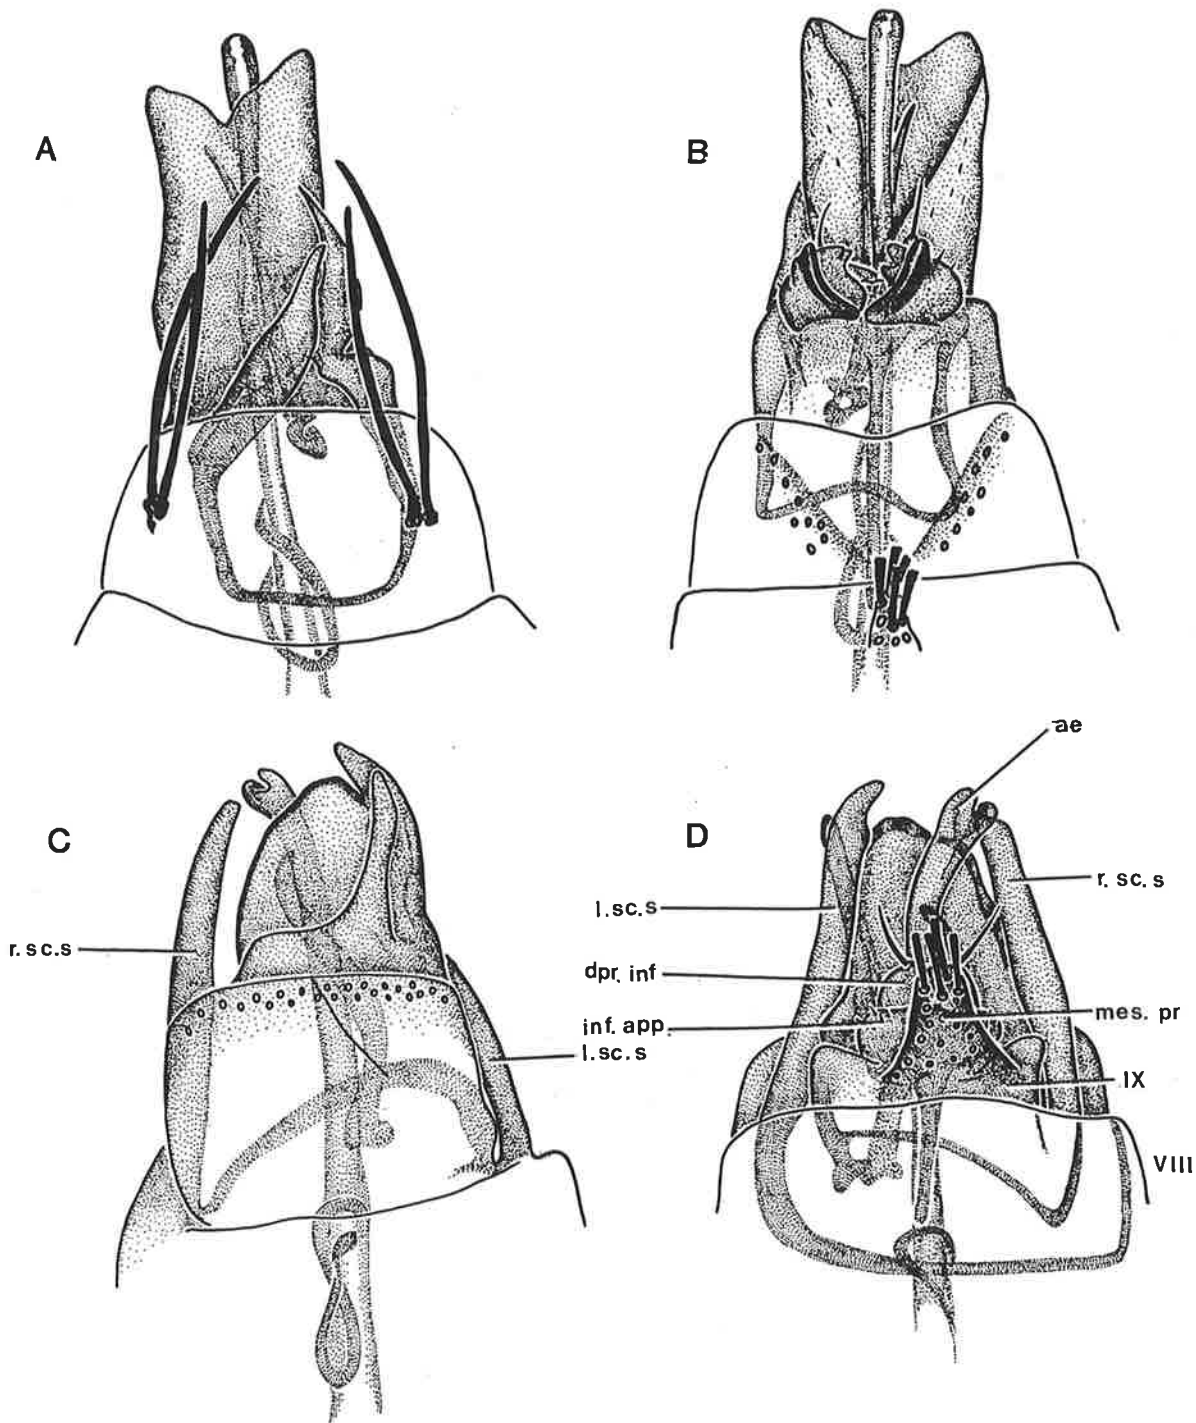 A
B
C
r.sc.s
l.sc.s
D
ae
l.sc.s
r. sc. s
dpr. inf
inf. app.
mes. pr
IX
VIII